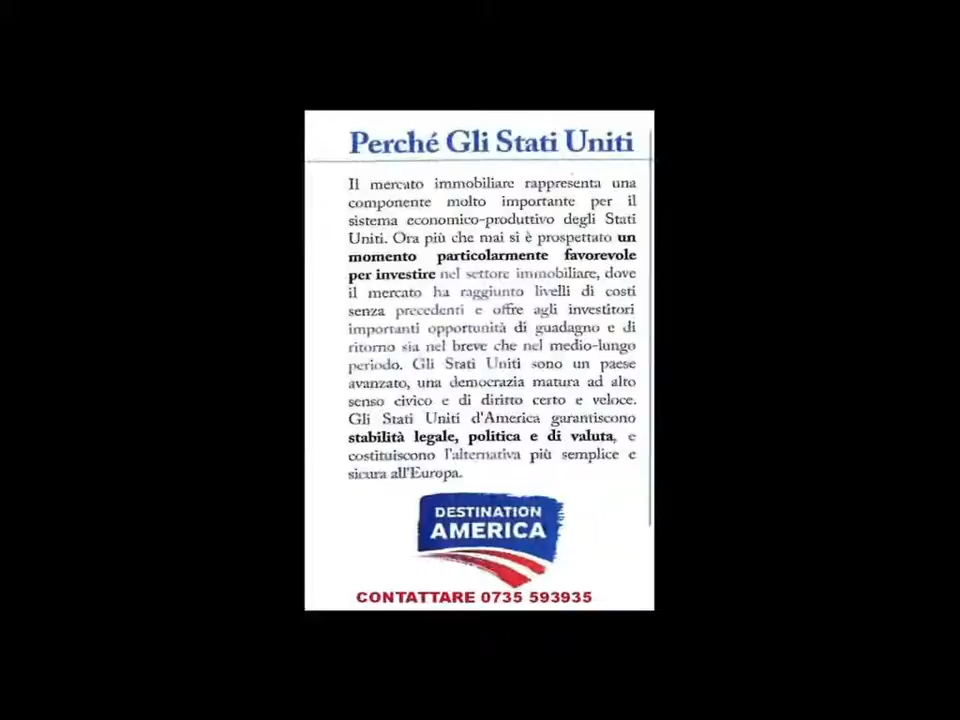 Perché Gli Stati Uniti
Il mercato immobiliare rappresenta una
componente molto importante per il
sistema economico-produttivo degli Stati
Uniti. Ora più che mai si è prospettato un
momento particolarmente favorevole
per investire nel settore immobiliare, dove
il mercato ha raggiunto livelli di costi
senza precedenti e offre agli investitori
importanti opportunità di guadagno e di
ritorno sia nel breve che nel medio-lungo
periodo. Gli Stati Uniti sono un paese
avanzato, una democrazia matura ad alto
senso civico e di diritto certo e veloce.
Gli Stati Uniti d'America garantiscono
stabilità legale, politica e di valuta, e
costituiscono l'alternativa più semplice e
sicura all'Europa.
DESTINATION
AMERICA
CONTATTARE 0735 593935